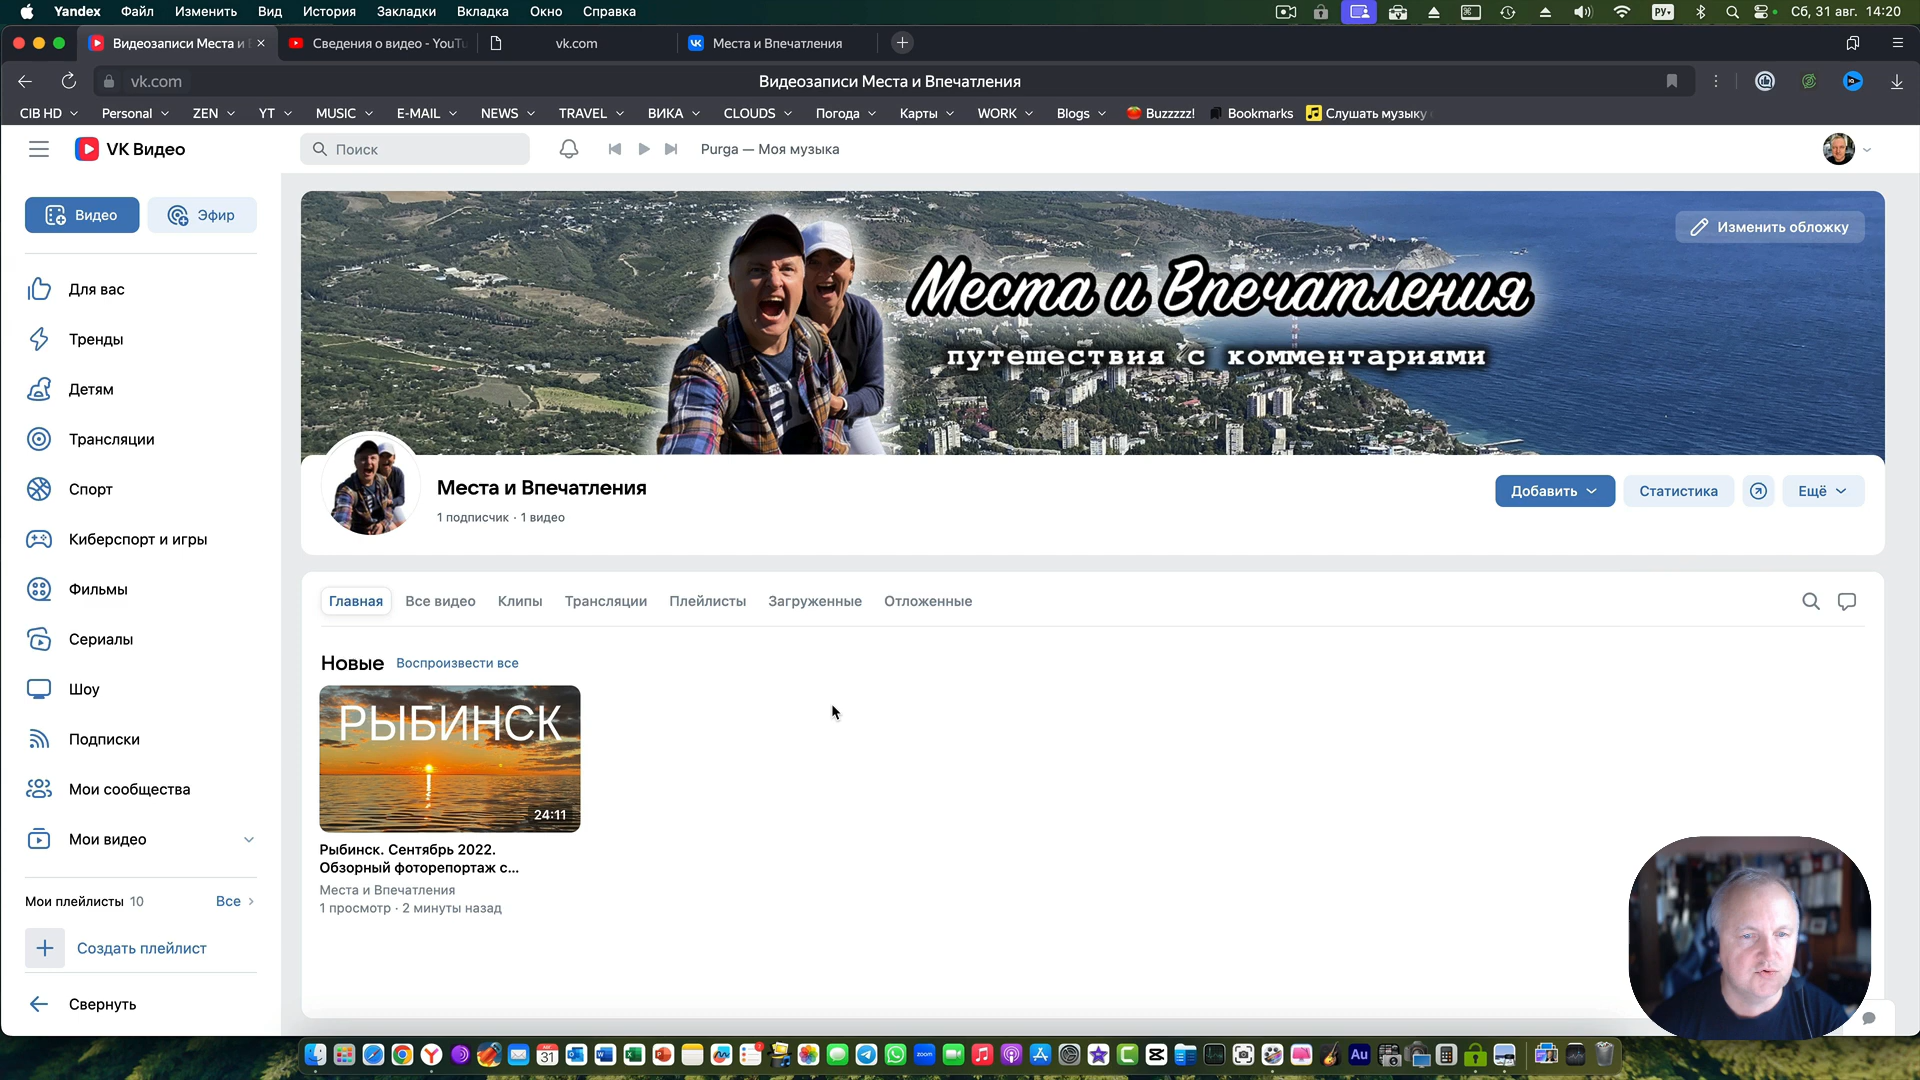 Yandex Файл Изменить Вид История Закладки Вкладка Окно Справка РУ Сб, 31 авг. 14:20
Видеозаписи Места и Сведения о видео - YouTu vk.com Места и Впечатления
vk.com Видеозаписи Места и Впечатления
CIB HD Personal ZEN YT MUSIC E-MAIL NEWS TRAVEL ВИКА CLOUDS Погода Карты WORK Blogs Buzzzzz! Bookmarks Слушать музыку
VK Видео Поиск Purga — Моя музыка
Видео Эфир
Изменить обложку
Места и Впечатления
путешествия с комментариями
Для вас
Тренды
Детям
Трансляции
Спорт
Киберспорт и игры
Фильмы
Сериалы
Шоу
Подписки
Мои сообщества
Мои видео
Мои плейлисты 10 Все
Создать плейлист
Свернуть
Места и Впечатления
1 подписчик · 1 видео
Добавить Статистика Ещё
Главная Все видео Клипы Трансляции Плейлисты Загруженные Отложенные
Новые Воспроизвести все
РЫБИНСК
24:11
Рыбинск. Сентябрь 2022.
Обзорный фоторепортаж с...
Места и Впечатления
1 просмотр · 2 минуты назад
31
zoom
Au